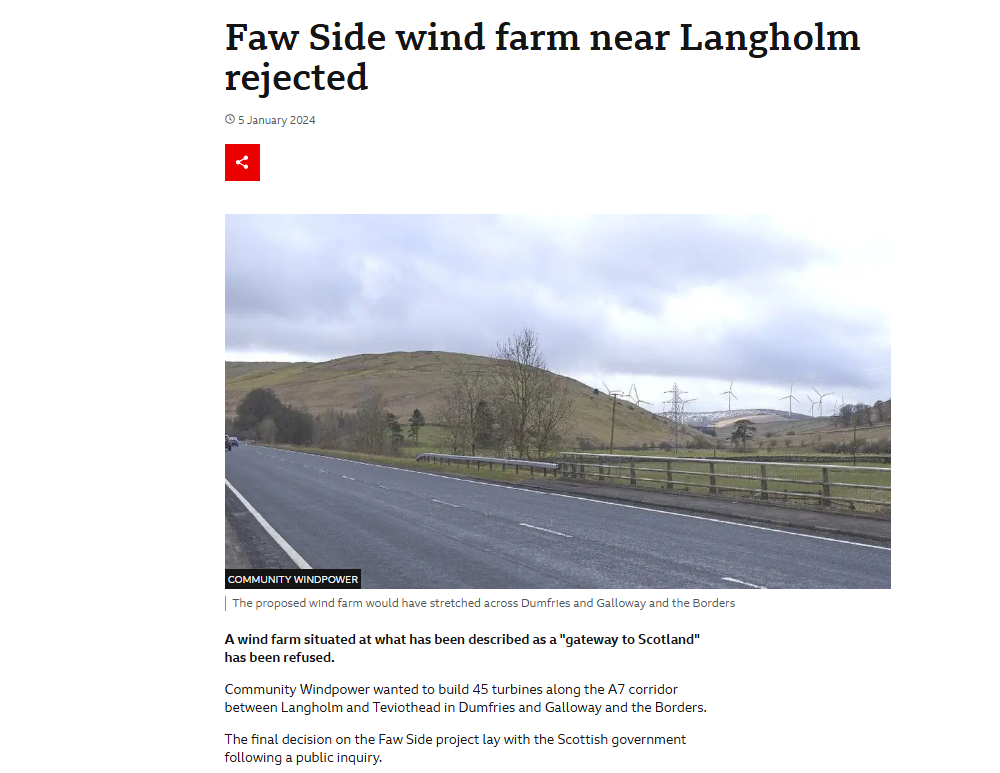 Faw Side wind farm near Langholm
rejected
5 January 2024
COMMUNITY WINDPOWER
The proposed wind farm would have stretched across Dumfries and Galloway and the Borders
A wind farm situated at what has been described as a "gateway to Scotland"
has been refused.
Community Windpower wanted to build 45 turbines along the A7 corridor
between Langholm and Teviothead in Dumfries and Galloway and the Borders.
The final decision on the Faw Side project lay with the Scottish government
following a public inquiry.